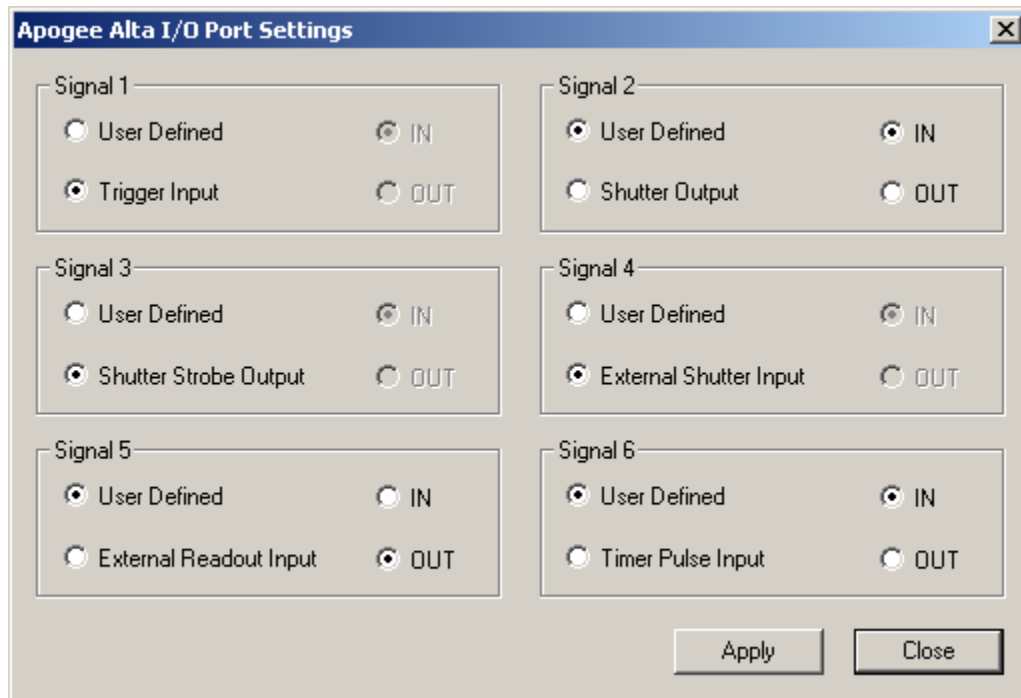 Apogee Alta I/O Port Settings
Signal 1
User Defined IN
Trigger Input OUT
Signal 2
User Defined IN
Shutter Output OUT
Signal 3
User Defined IN
Shutter Strobe Output OUT
Signal 4
User Defined IN
External Shutter Input OUT
Signal 5
User Defined IN
External Readout Input OUT
Signal 6
User Defined IN
Timer Pulse Input OUT
Apply Close